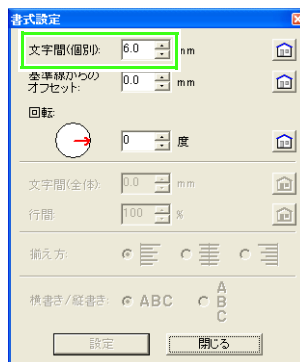 書式設定
文字間(個別): 6.0 mm
基準線からの
オフセット: 0.0 mm
回転:
0 度
文字間(全体): 0.0 mm
行間: 100 %
揃え方:
横書き/縦書き: ABC A
B
C
設定 閉じる